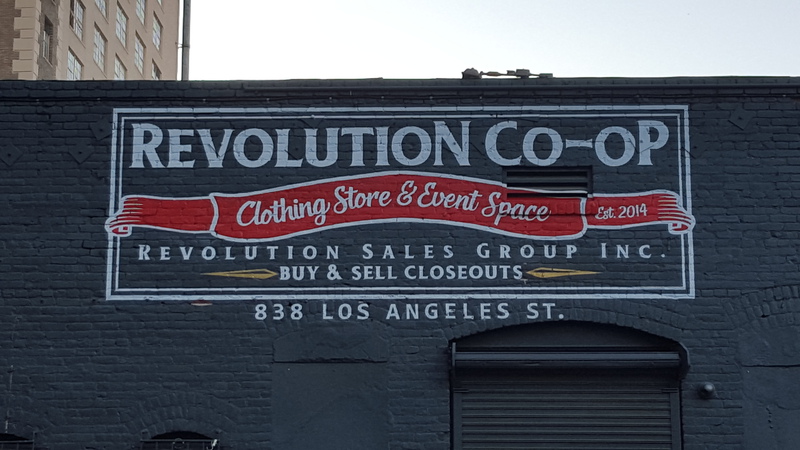 REVOLUTION CO-OP
Clothing Store & Event Space
Est. 2014
REVOLUTION SALES GROUP INC.
BUY & SELL CLOSEOUTS
838 LOS ANGELES ST.